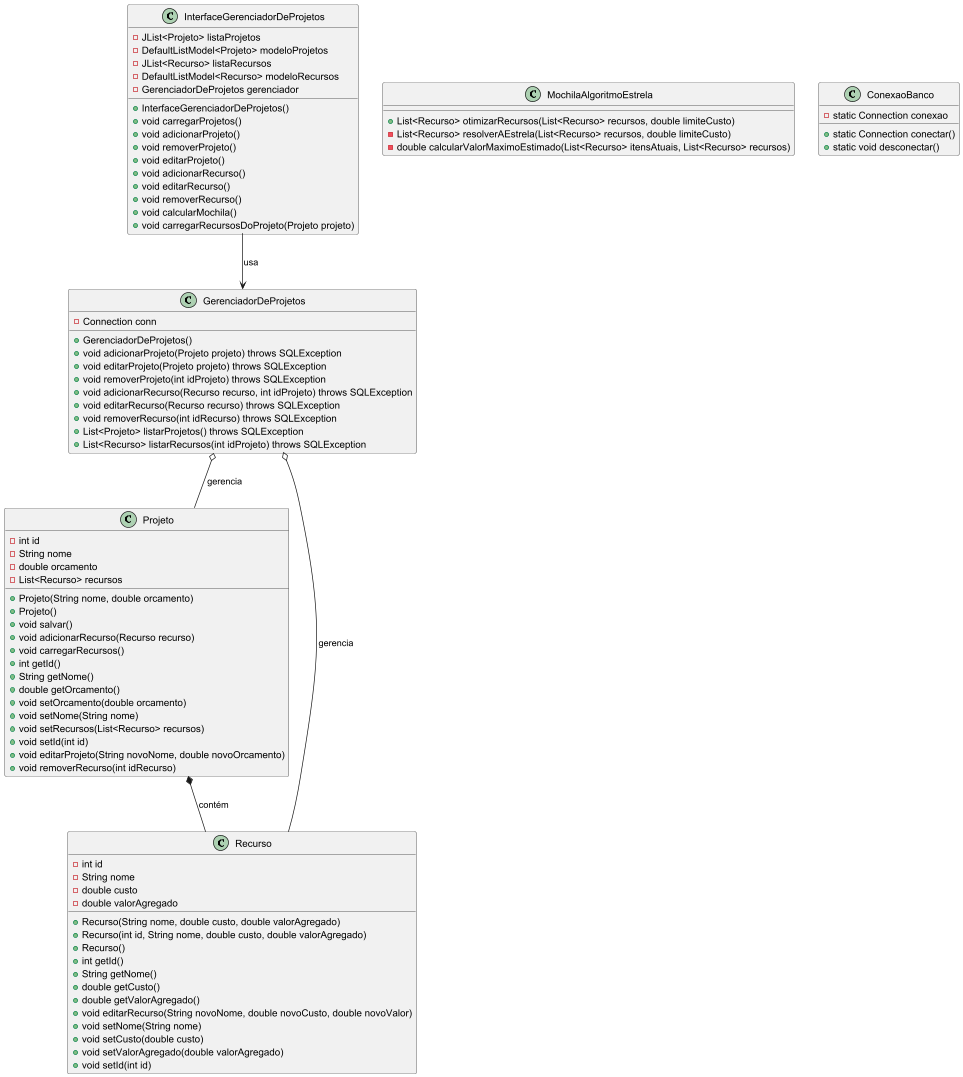 C InterfaceGerenciadorDeProjetos
JList<Projeto> listaProjetos
DefaultListModel<Projeto> modeloProjetos
JList<Recurso> listaRecursos
DefaultListModel<Recurso> modeloRecursos
GerenciadorDeProjetos gerenciador
InterfaceGerenciadorDeProjetos()
void carregarProjetos()
void adicionarProjeto()
void removerProjeto()
void editarProjeto()
void adicionarRecurso()
void editarRecurso()
void removerRecurso()
void calcularMochila()
void carregarRecursosDoProjeto(Projeto projeto)
C MochilaAlgoritmoEstrela
List<Recurso> otimizarRecursos(List<Recurso> recursos, double limiteCusto)
List<Recurso> resolverAEstrela(List<Recurso> recursos, double limiteCusto)
double calcularValorMaximoEstimado(List<Recurso> itensAtuais, List<Recurso> recursos)
C ConexaoBanco
static Connection conexao
static Connection conectar()
static void desconectar()
usa
C GerenciadorDeProjetos
Connection conn
GerenciadorDeProjetos()
void adicionarProjeto(Projeto projeto) throws SQLException
void editarProjeto(Projeto projeto) throws SQLException
void removerProjeto(int idProjeto) throws SQLException
void adicionarRecurso(Recurso recurso, int idProjeto) throws SQLException
void editarRecurso(Recurso recurso) throws SQLException
void removerRecurso(int idRecurso) throws SQLException
List<Projeto> listarProjetos() throws SQLException
List<Recurso> listarRecursos(int idProjeto) throws SQLException
gerencia
C Projeto
int id
String nome
double orcamento
List<Recurso> recursos
Projeto(String nome, double orcamento)
Projeto()
void salvar()
void adicionarRecurso(Recurso recurso)
void carregarRecursos()
int getId()
String getNome()
double getOrcamento()
void setOrcamento(double orcamento)
void setNome(String nome)
void setRecursos(List<Recurso> recursos)
void setId(int id)
void editarProjeto(String novoNome, double novoOrcamento)
void removerRecurso(int idRecurso)
gerencia
contém
C Recurso
int id
String nome
double custo
double valorAgregado
Recurso(String nome, double custo, double valorAgregado)
Recurso(int id, String nome, double custo, double valorAgregado)
Recurso()
int getId()
String getNome()
double getCusto()
double getValorAgregado()
void editarRecurso(String novoNome, double novoCusto, double novoValor)
void setNome(String nome)
void setCusto(double custo)
void setValorAgregado(double valorAgregado)
void setId(int id)